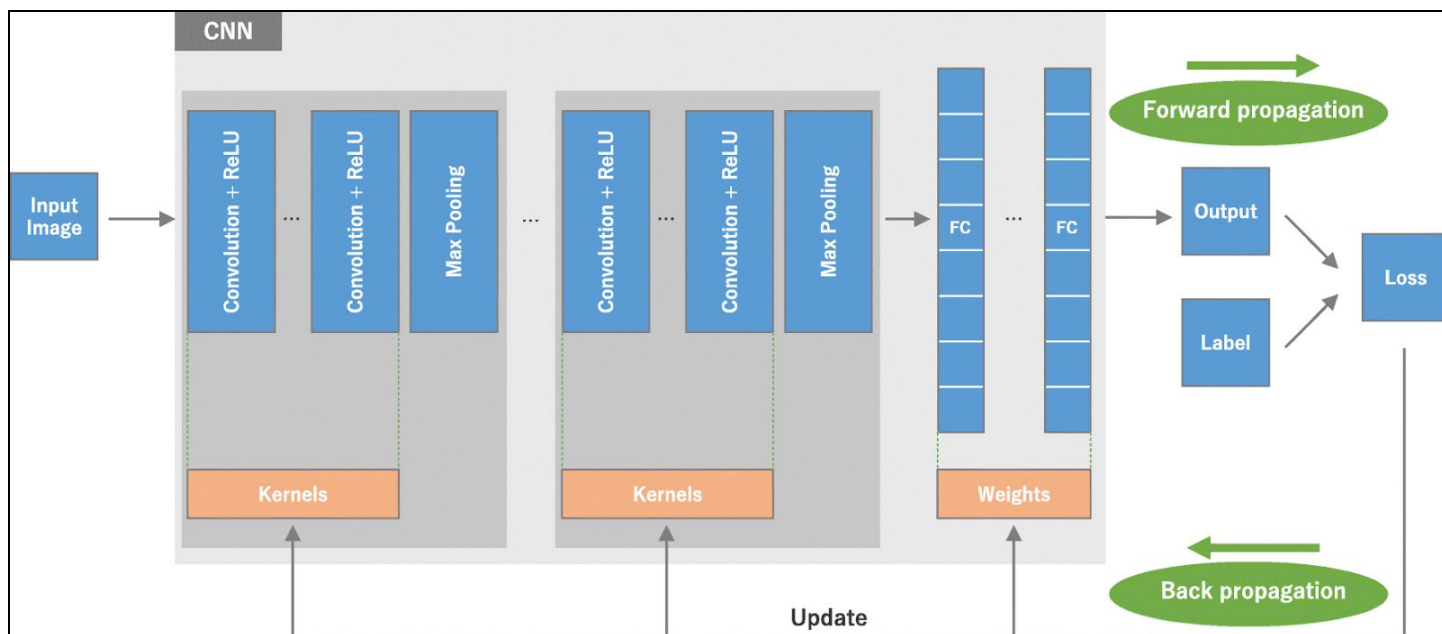 CNN
Forward propagation
Input
Image
Convolution + ReLU
...
Convolution + ReLU
Max Pooling
...
Convolution + ReLU
...
Convolution + ReLU
Max Pooling
FC
...
FC
Output
Label
Loss
Kernels
Kernels
Weights
Back propagation
Update